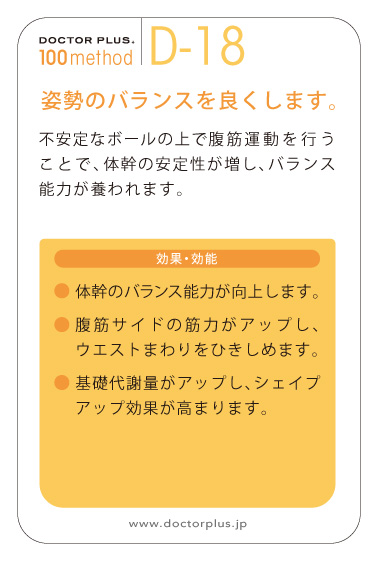 DOCTOR PLUS.
100method
D-18
姿勢のバランスを良くします。
不安定なボールの上で腹筋運動を行う
ことで、体幹の安定性が増し、バランス
能力が養われます。
効果・効能
● 体幹のバランス能力が向上します。
● 腹筋サイドの筋力がアップし、
ウエストまわりをひきしめます。
● 基礎代謝量がアップし、シェイプ
アップ効果が高まります。
www.doctorplus.jp